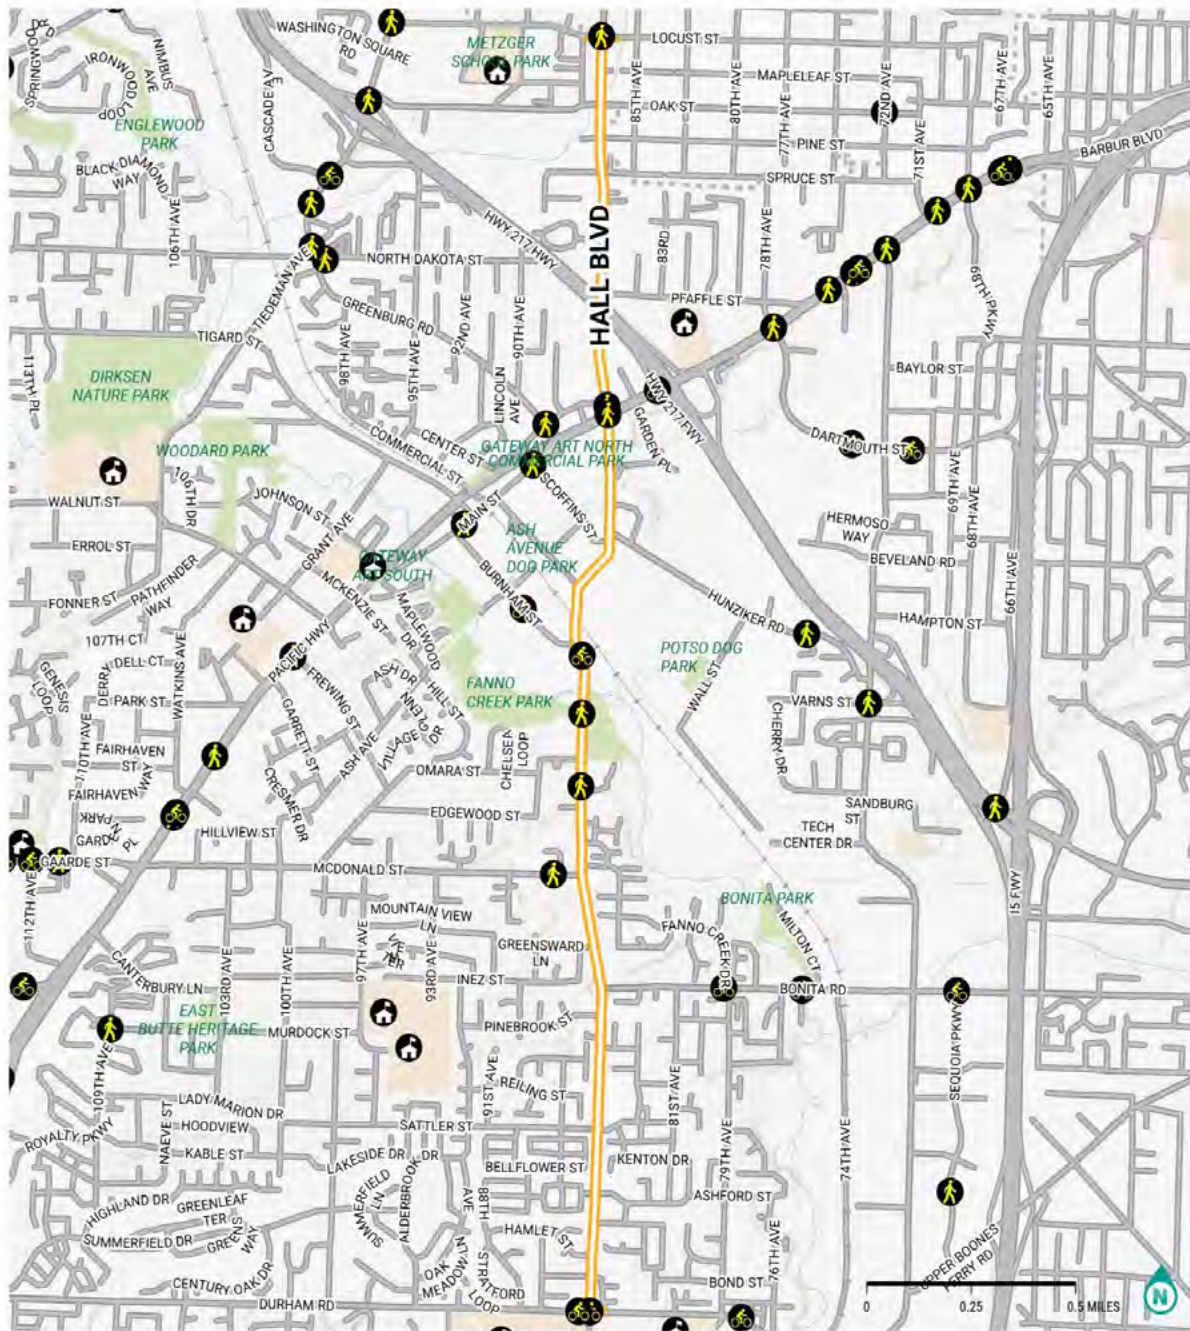 WASHINGTON SQUARE
RD
METZGER
SCHOOL PARK
LOCUST ST
MAPLELEAF ST
OAK ST
PINE ST
SPRUCE ST
85TH AVE
80TH AVE
77TH AVE
72ND AVE
71ST AVE
67TH AVE
65TH AVE
BARBUR BLVD
SPRINGWOOD
DR
IRONWOOD
LOOP
NIMBUS
AVE
CASCADE AV
E
ENGLEWOOD
PARK
BLACK DIAMOND
WAY
106TH AVE
HWY 217 HWY
HALL BLVD
83RD
78TH AVE
68TH PKWY
NORTH DAKOTA ST
TIEDEMAN AVE
GREENBURG RD
PFAFFLE ST
TIGARD ST
98TH AVE
95TH AVE
92ND AVE
90TH AVE
LINCOLN
AVE
113TH PL
DIRKSEN
NATURE PARK
BAYLOR ST
HWY 217 FWY
GARDEN PL
DARTMOUTH ST
WOODARD PARK
COMMERCIAL ST
CENTER ST
GATEWAY ART NORTH
COMMERCIAL PARK
SCOFFINS ST
106TH DR
WALNUT ST
JOHNSON ST
GRANT AVE
MAIN ST
ASH
AVENUE
DOG PARK
69TH AVE
68TH AVE
66TH AVE
HERMOSO
WAY
BEVELAND RD
ERROL ST
FONNER ST
PATHFINDER
WAY
GATEWAY
ART SOUTH
BURNHAM ST
MCKENZIE ST
MAPLEWOOD
DR
HUNZIKER RD
HAMPTON ST
107TH CT
DERRY
DELL CT
WATKINS AVE
PACIFIC HWY
GENESIS
LOOP
PARK ST
FREWING ST
ASH DR
GLENN
HILL ST
FANNO
CREEK PARK
POTSO DOG
PARK
WALL ST
VARNS ST
CHERRY DR
110TH AVE
FAIRHAVEN
ST
FAIRHAVEN
WAY
GARRETT ST
ASH AVE
VILLAGE
DR
CHELSEA
LOOP
OMARA ST
EDGEWOOD ST
CRESMER DR
SANDBURG
ST
TECH
CENTER DR
PARK
PL
HILLVIEW ST
GAARDE ST
MCDONALD ST
112TH AVE
I5 FWY
BONITA PARK
MILTON CT
FANNO CREEK DR
BONITA RD
MOUNTAIN VIEW
LN
GREENSWARD
LN
97TH AVE
93RD AVE
INEZ ST
CANTERBURY LN
103RD AVE
100TH AVE
EAST
BUTTE HERITAGE
PARK
MURDOCK ST
PINEBROOK ST
SEQUOIA PKWY
109TH AVE
91ST AVE
REILING ST
81ST AVE
LADY MARION DR
NAEVE ST
HOODVIEW
SATTLER ST
ROYALTY PKWY
KABLE ST
LAKESIDE DR
BELLFLOWER ST
KENTON DR
79TH AVE
74TH AVE
ASHFORD ST
HIGHLAND DR
GREENLEAF
TER
SUMMERFIELD DR
GREENS
WAY
SUMMERFIELD
LN
ALDERBROOK
DR
88TH
AVE
HAMLET ST
76TH AVE
CENTURY OAK DR
OAK
MEADOW LN
STRATFORD
LOOP
BOND ST
UPPER BOONES
FERRY RD
DURHAM RD
0
0.25
0.5 MILES
N